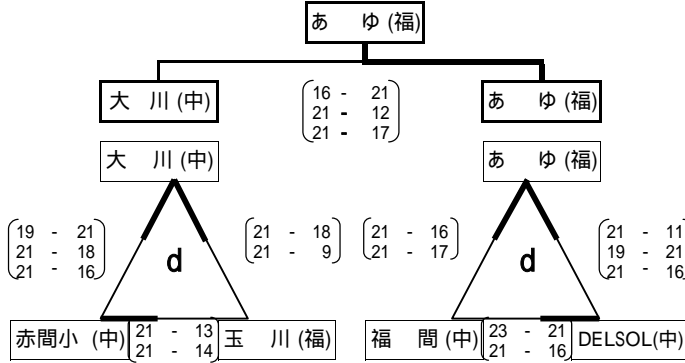 あ ゆ (福)
大 川 (中)
16 - 21
21 - 12
21 - 17
あ ゆ (福)
大 川 (中)
あ ゆ (福)
19 - 21
21 - 18
21 - 16
d
21 - 18
21 - 9
21 - 16
21 - 17
d
21 - 11
19 - 21
21 - 16
赤間小 (中)
21 - 13
21 - 14
玉 川 (福)
福 間 (中)
23 - 21
21 - 16
DELSOL(中)